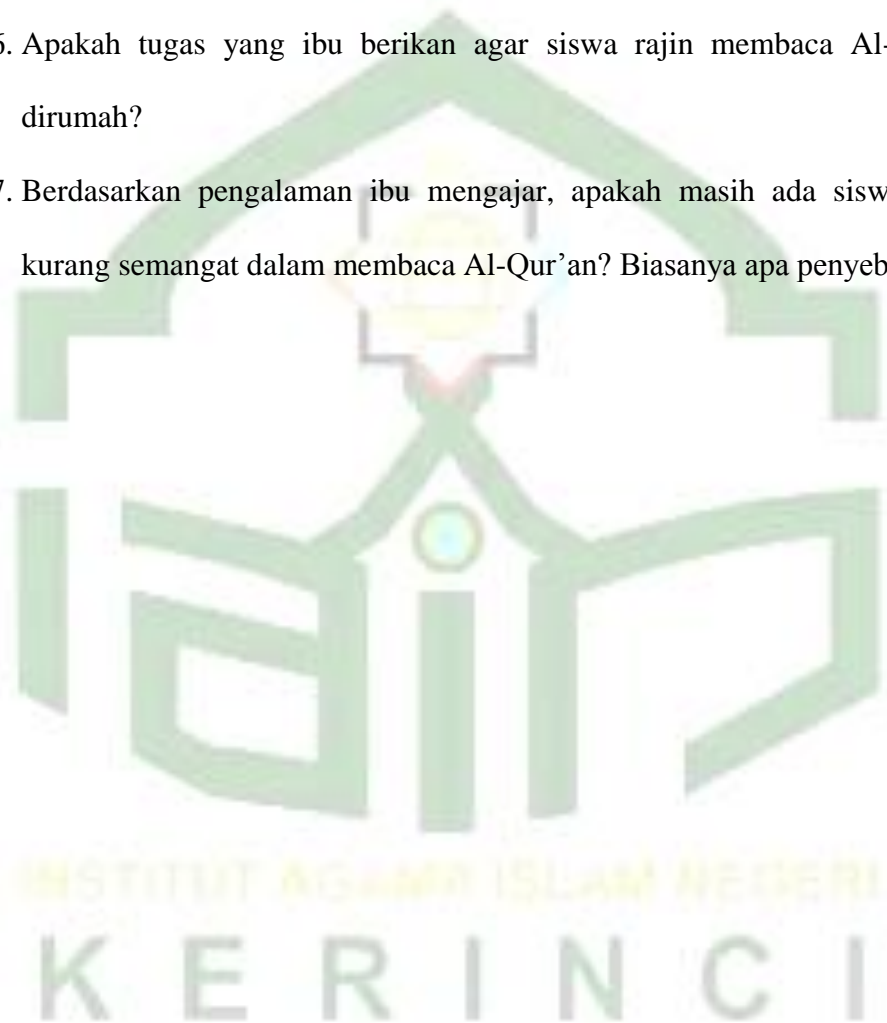 6. Apakah tugas yang ibu berikan agar siswa rajin membaca Al-
dirumah?
7. Berdasarkan pengalaman ibu mengajar, apakah masih ada sisw
kurang semangat dalam membaca Al-Qur’an? Biasanya apa penyeb
INSTITUT AGAMA ISLAM NEGERI
KERINCI